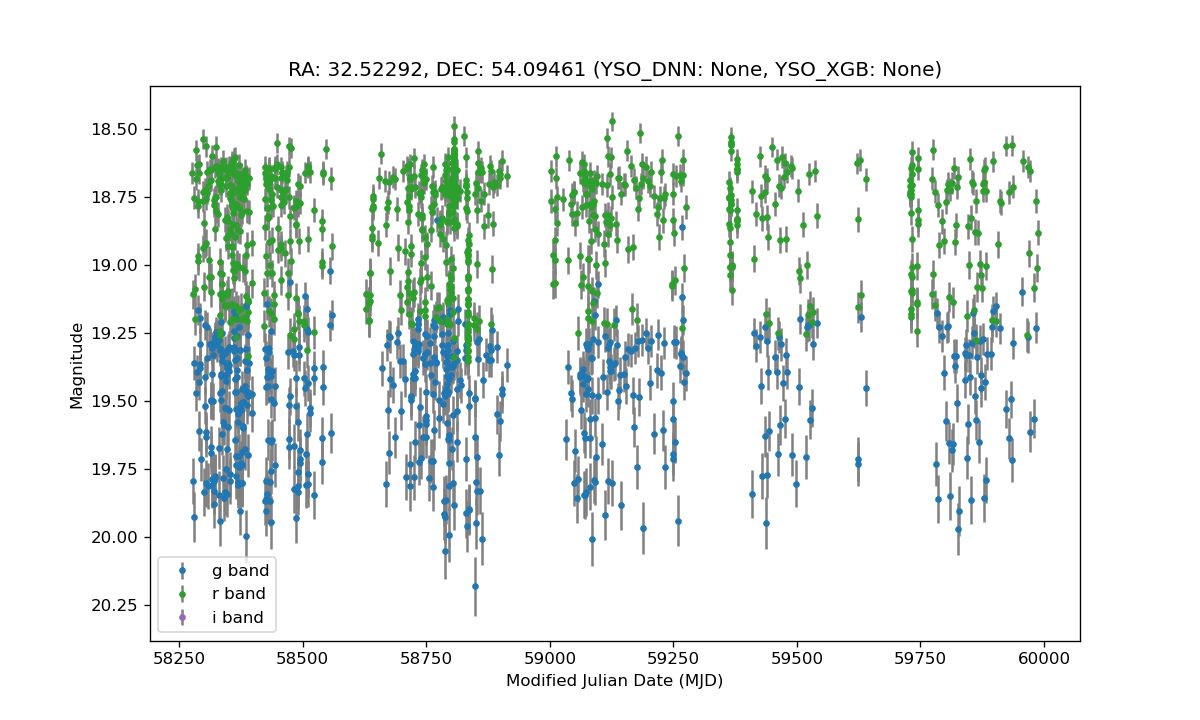 RA: 32.52292, DEC: 54.09461 (YSO_DNN: None, YSO_XGB: None)
18.50
18.75
19.00
19.25
19.50
19.75
20.00
20.25
Magnitude
g band
r band
i band
58250 58500 58750 59000 59250 59500 59750 60000
Modified Julian Date (MJD)